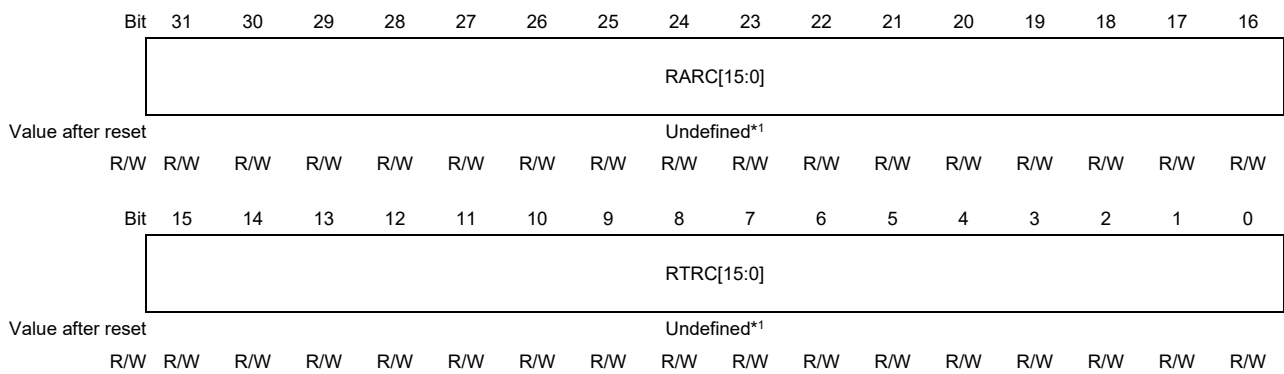 Bit 31 30 29 28 27 26 25 24 23 22 21 20 19 18 17 16
RARC[15:0]
Value after reset Undefined*1
R/W R/W R/W R/W R/W R/W R/W R/W R/W R/W R/W R/W R/W R/W R/W R/W R/W
Bit 15 14 13 12 11 10 9 8 7 6 5 4 3 2 1 0
RTRC[15:0]
Value after reset Undefined*1
R/W R/W R/W R/W R/W R/W R/W R/W R/W R/W R/W R/W R/W R/W R/W R/W R/W